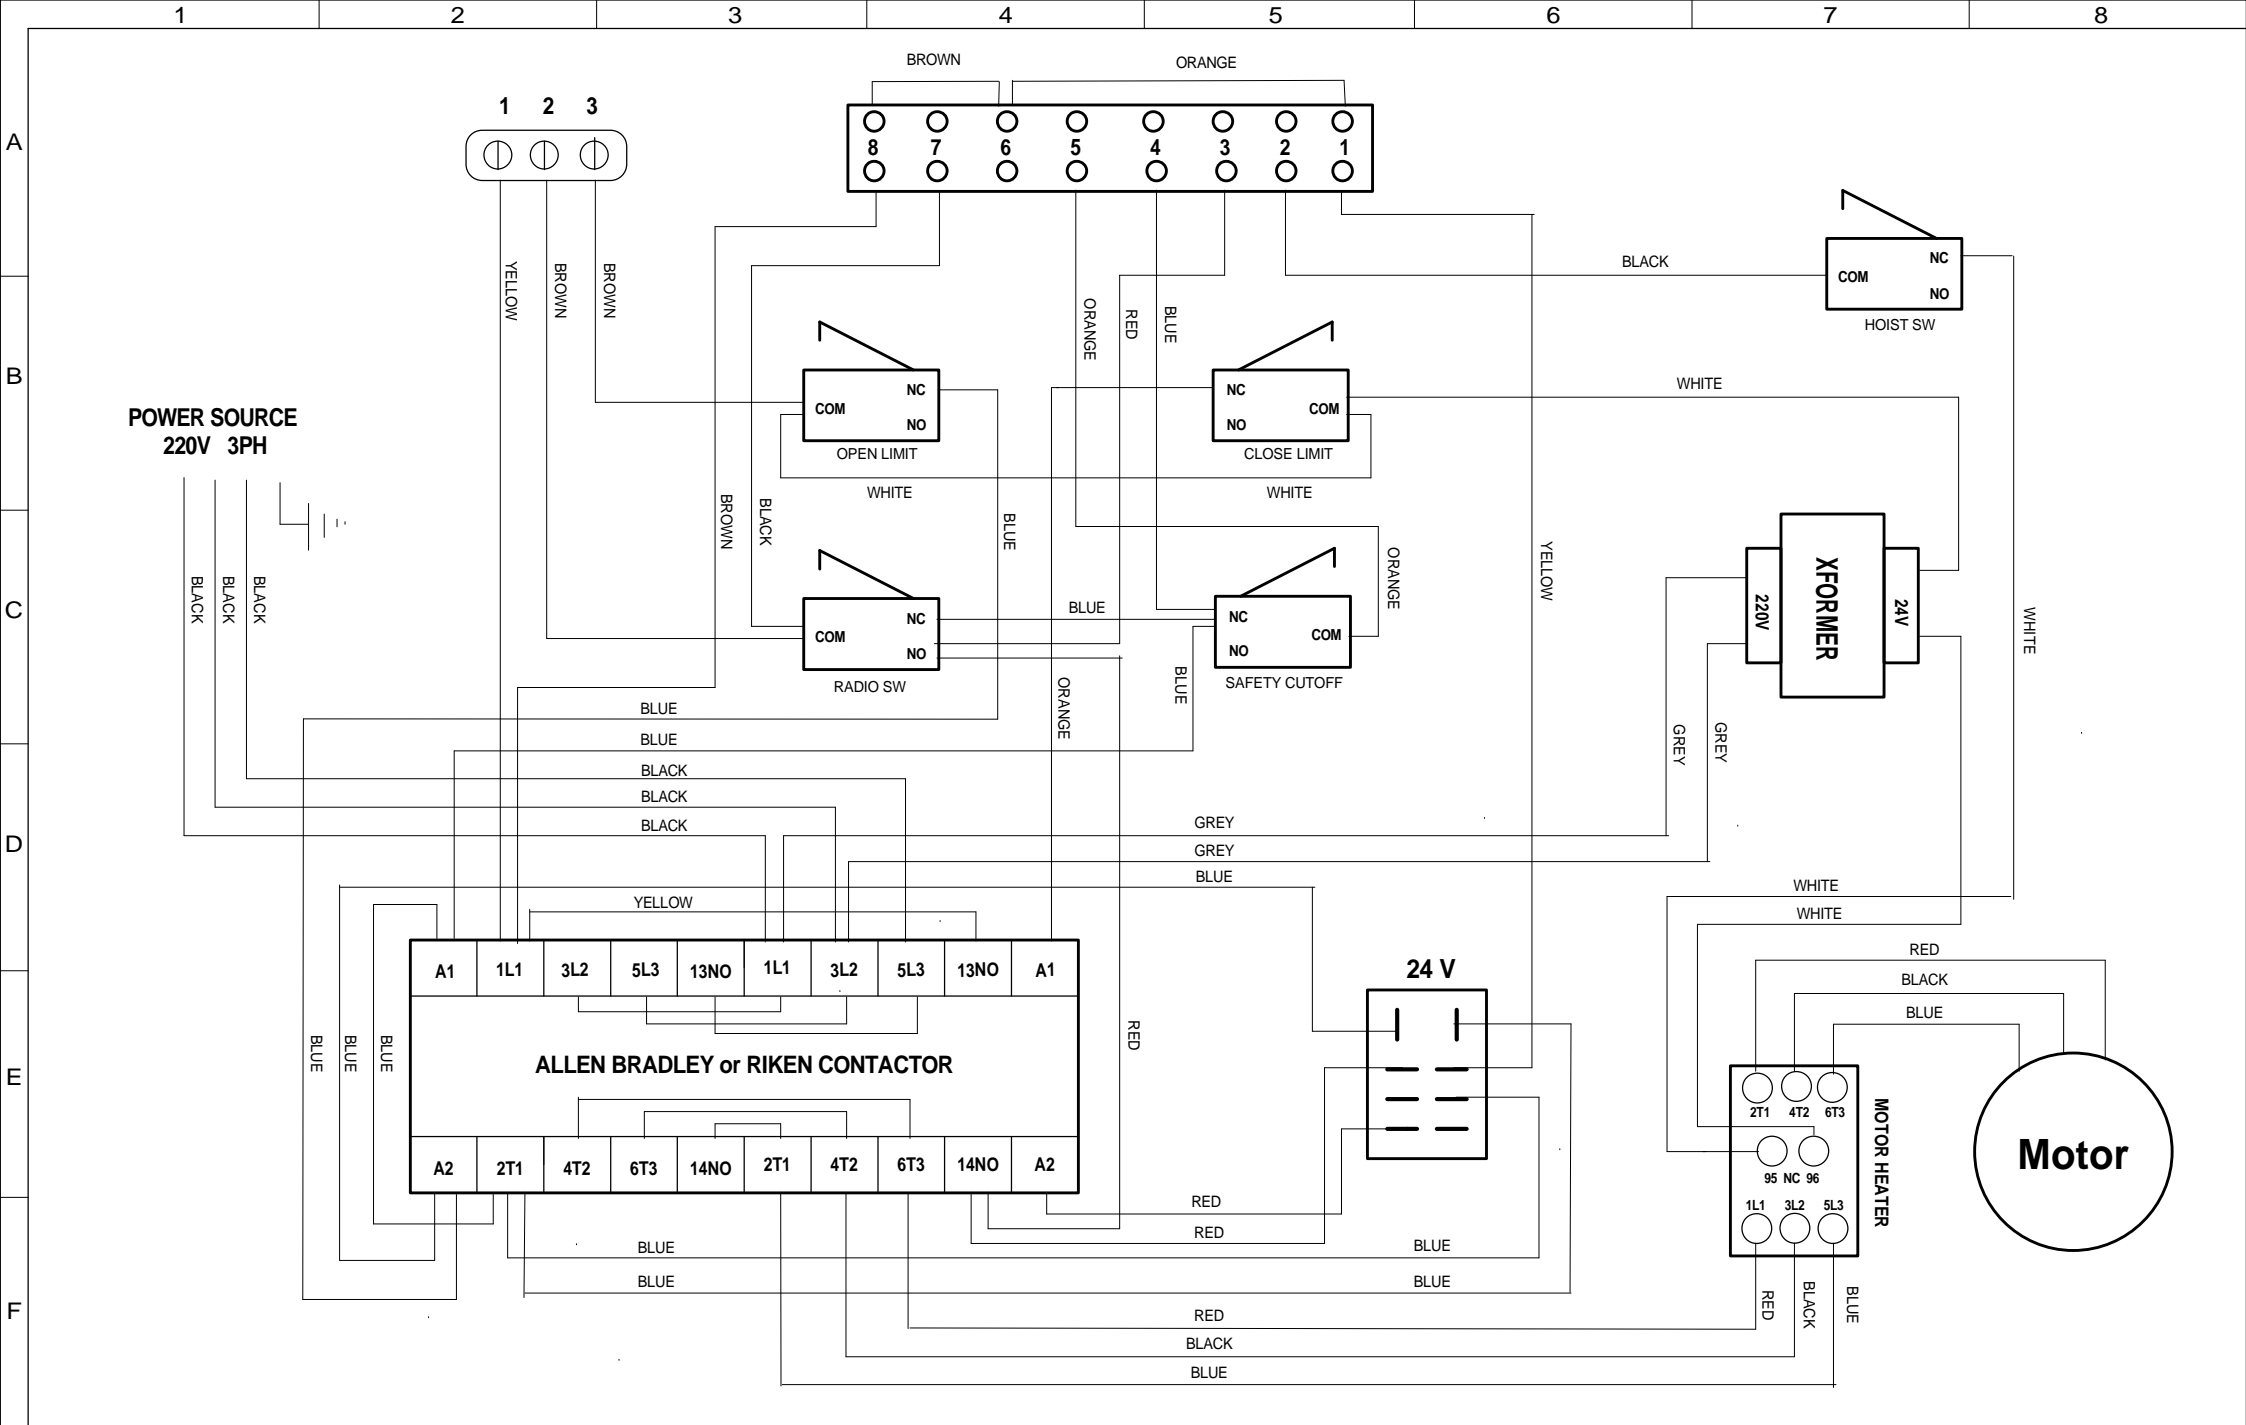 1 2 3 4 5 6 7 8
A
B
C
D
E
F
BROWN
ORANGE
1 2 3
8 7 6 5 4 3 2 1
YELLOW
BROWN
BROWN
ORANGE
RED
BLUE
BLACK
COM
NC
NO
HOIST SW
POWER SOURCE
220V 3PH
COM
NC
NO
OPEN LIMIT
NC
NO
COM
CLOSE LIMIT
WHITE
WHITE
WHITE
BROWN
BLACK
BLUE
ORANGE
YELLOW
BLACK
BLACK
BLACK
COM
NC
NO
RADIO SW
BLUE
NC
NO
COM
SAFETY CUTOFF
BLUE
ORANGE
220V
XFORMER
24V
WHITE
GREY
GREY
BLUE
BLUE
BLACK
BLACK
BLACK
GREY
GREY
BLUE
YELLOW
WHITE
WHITE
RED
BLACK
BLUE
A1 1L1 3L2 5L3 13NO 1L1 3L2 5L3 13NO A1
ALLEN BRADLEY or RIKEN CONTACTOR
A2 2T1 4T2 6T3 14NO 2T1 4T2 6T3 14NO A2
BLUE
BLUE
BLUE
RED
24 V
2T1 4T2 6T3
95 NC 96
1L1 3L2 5L3
MOTOR HEATER
Motor
RED
RED
BLUE
BLUE
BLUE
BLUE
RED
BLACK
BLUE
RED
BLACK
BLUE